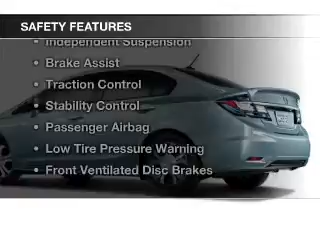 SAFETY FEATURES
• Independent Suspension
• Brake Assist
• Traction Control
• Stability Control
• Passenger Airbag
• Low Tire Pressure Warning
• Front Ventilated Disc Brakes